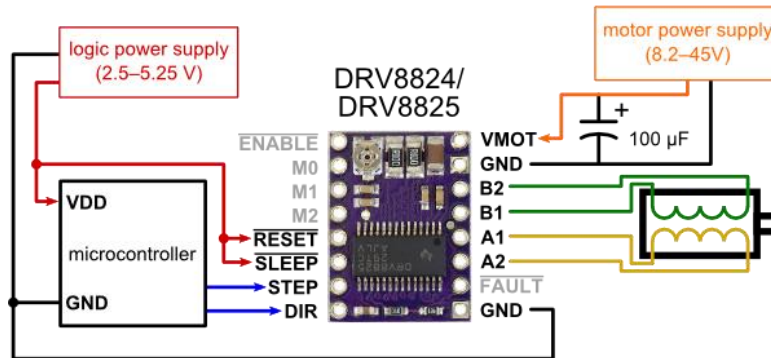 logic power supply
(2.5–5.25 V)
motor power supply
(8.2–45V)
DRV8824/
DRV8825
+
100 µF
ENABLE
M0
M1
M2
RESET
SLEEP
STEP
DIR
VMOT
GND
B2
B1
A1
A2
FAULT
GND
VDD
microcontroller
GND